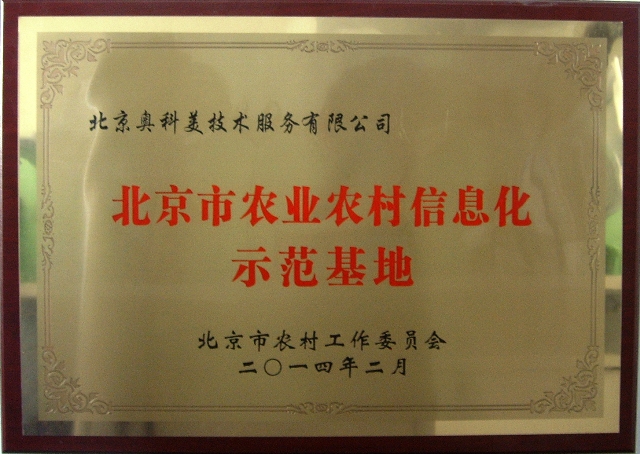 北京奥科美技术服务有限公司
北京市农业农村信息化
示范基地
北京市农村工作委员会
二〇一四年二月